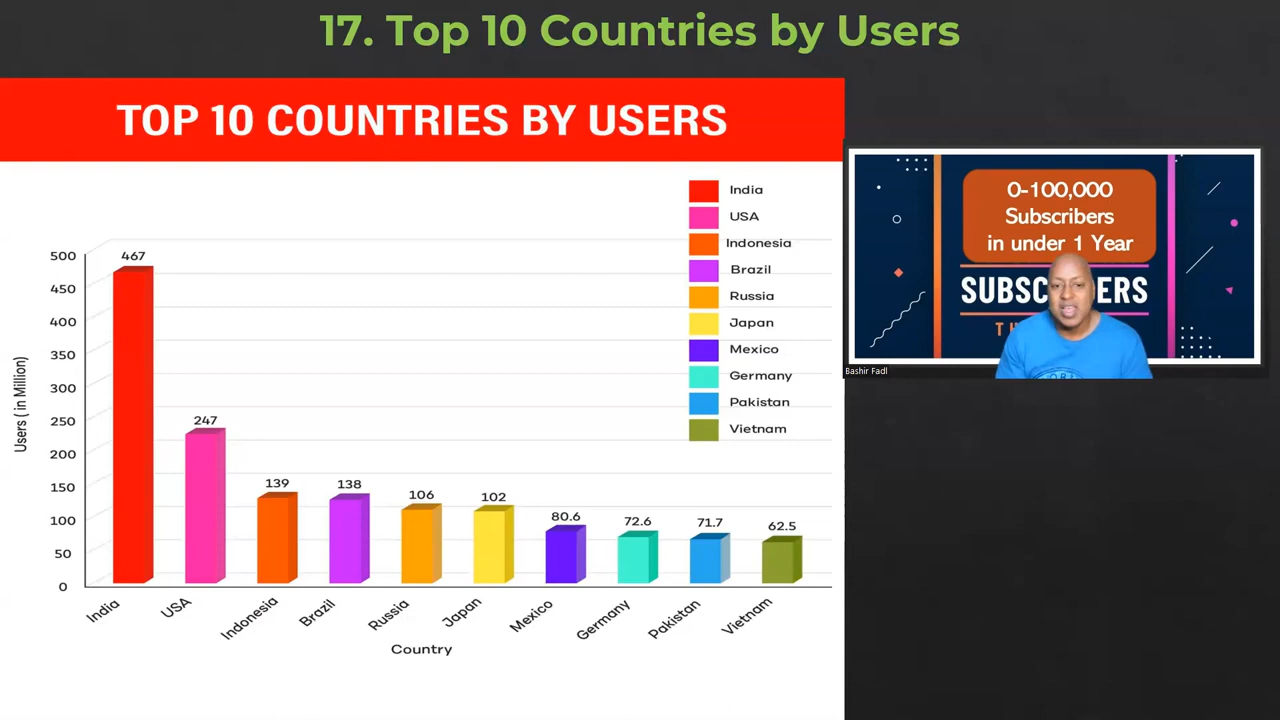 17. Top 10 Countries by Users
TOP 10 COUNTRIES BY USERS
India
USA
Indonesia
Brazil
Russia
Japan
Mexico
Germany
Pakistan
Vietnam
Users ( in Million)
500
450
400
350
300
250
200
150
100
50
0
467
247
139
138
106
102
80.6
72.6
71.7
62.5
India
USA
Indonesia
Brazil
Russia
Japan
Mexico
Germany
Pakistan
Vietnam
Country
0-100,000
Subscribers
in under 1 Year
Bashir Fadl